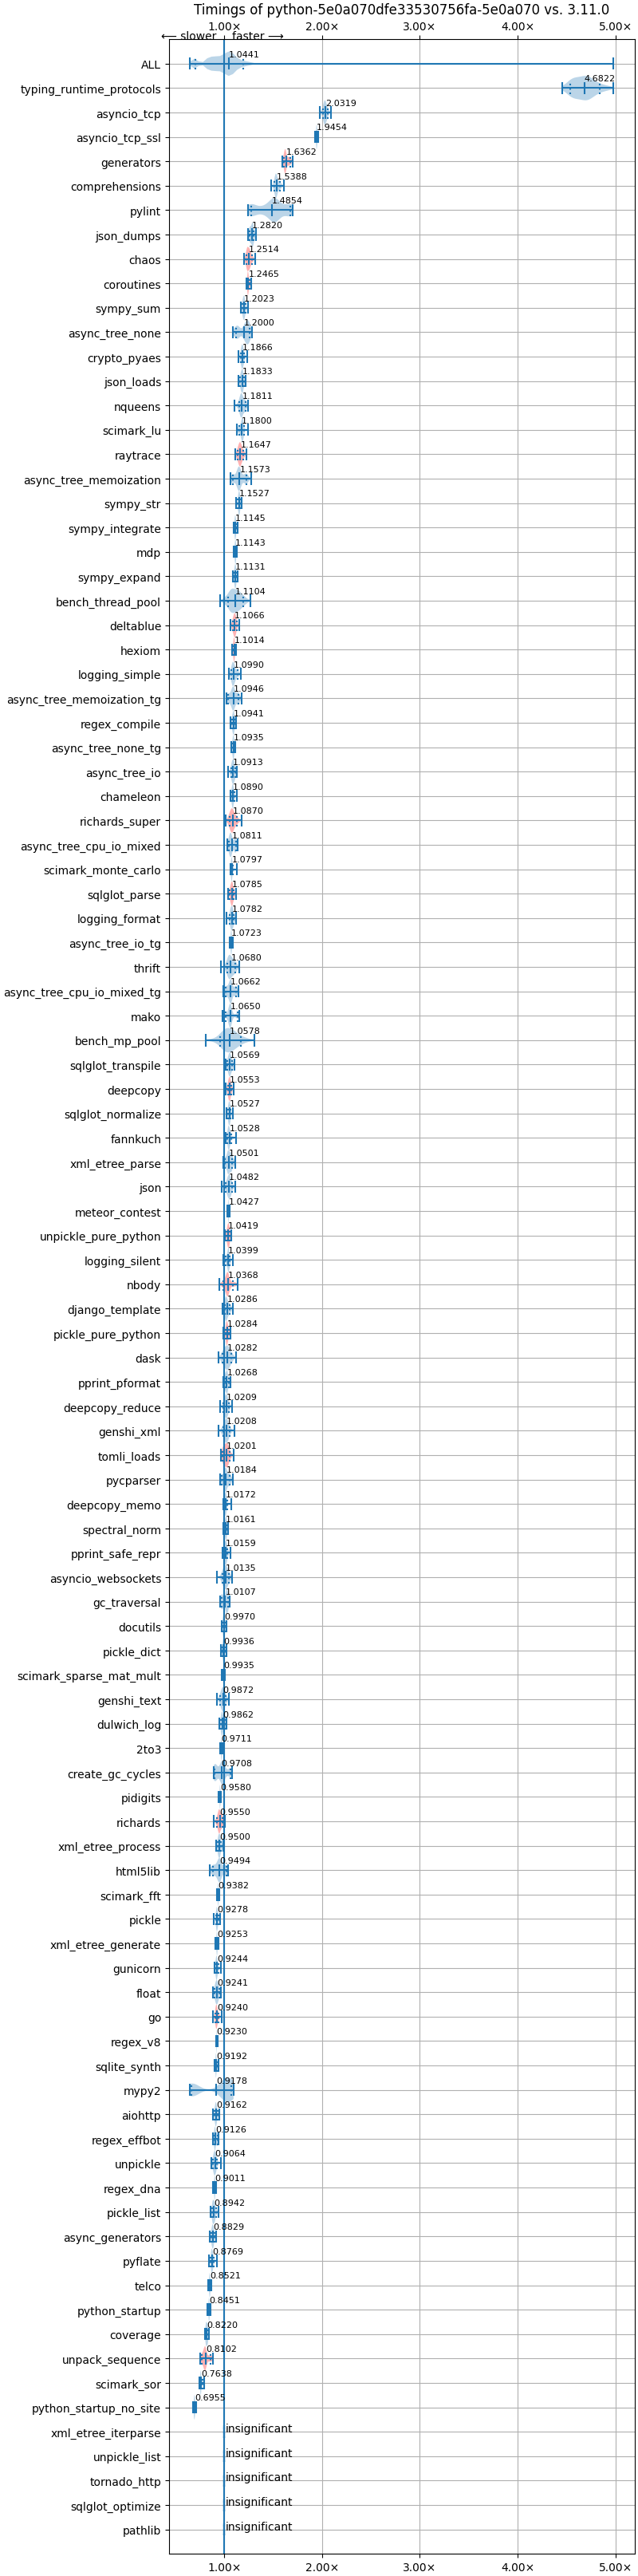 Timings of python-5e0a070dfe33530756fa-5e0a070 vs. 3.11.0
1.00× 2.00× 3.00× 4.00× 5.00×
⟵ slower faster ⟶
ALL 1.0441
typing_runtime_protocols 4.6822
asyncio_tcp 2.0319
asyncio_tcp_ssl 1.9454
generators 1.6362
comprehensions 1.5388
pylint 1.4854
json_dumps 1.2820
chaos 1.2514
coroutines 1.2465
sympy_sum 1.2023
async_tree_none 1.2000
crypto_pyaes 1.1866
json_loads 1.1833
nqueens 1.1811
scimark_lu 1.1800
raytrace 1.1647
async_tree_memoization 1.1573
sympy_str 1.1527
sympy_integrate 1.1145
mdp 1.1143
sympy_expand 1.1131
bench_thread_pool 1.1104
deltablue 1.1066
hexiom 1.1014
logging_simple 1.0990
async_tree_memoization_tg 1.0946
regex_compile 1.0941
async_tree_none_tg 1.0935
async_tree_io 1.0913
chameleon 1.0890
richards_super 1.0870
async_tree_cpu_io_mixed 1.0811
scimark_monte_carlo 1.0797
sqlglot_parse 1.0785
logging_format 1.0782
async_tree_io_tg 1.0723
thrift 1.0680
async_tree_cpu_io_mixed_tg 1.0662
mako 1.0650
bench_mp_pool 1.0578
sqlglot_transpile 1.0569
deepcopy 1.0553
sqlglot_normalize 1.0527
fannkuch 1.0528
xml_etree_parse 1.0501
json 1.0482
meteor_contest 1.0427
unpickle_pure_python 1.0419
logging_silent 1.0399
nbody 1.0368
django_template 1.0286
pickle_pure_python 1.0284
dask 1.0282
pprint_pformat 1.0268
deepcopy_reduce 1.0209
genshi_xml 1.0208
tomli_loads 1.0201
pycparser 1.0184
deepcopy_memo 1.0172
spectral_norm 1.0161
pprint_safe_repr 1.0159
asyncio_websockets 1.0135
gc_traversal 1.0107
docutils 0.9970
pickle_dict 0.9936
scimark_sparse_mat_mult 0.9935
genshi_text 0.9872
dulwich_log 0.9862
2to3 0.9711
create_gc_cycles 0.9708
pidigits 0.9580
richards 0.9550
xml_etree_process 0.9500
html5lib 0.9494
scimark_fft 0.9382
pickle 0.9278
xml_etree_generate 0.9253
gunicorn 0.9244
float 0.9241
go 0.9240
regex_v8 0.9230
sqlite_synth 0.9192
mypy2 0.9178
aiohttp 0.9162
regex_effbot 0.9126
unpickle 0.9064
regex_dna 0.9011
pickle_list 0.8942
async_generators 0.8829
pyflate 0.8769
telco 0.8521
python_startup 0.8451
coverage 0.8220
unpack_sequence 0.8102
scimark_sor 0.7638
python_startup_no_site 0.6955
xml_etree_iterparse insignificant
unpickle_list insignificant
tornado_http insignificant
sqlglot_optimize insignificant
pathlib insignificant
1.00× 2.00× 3.00× 4.00× 5.00×